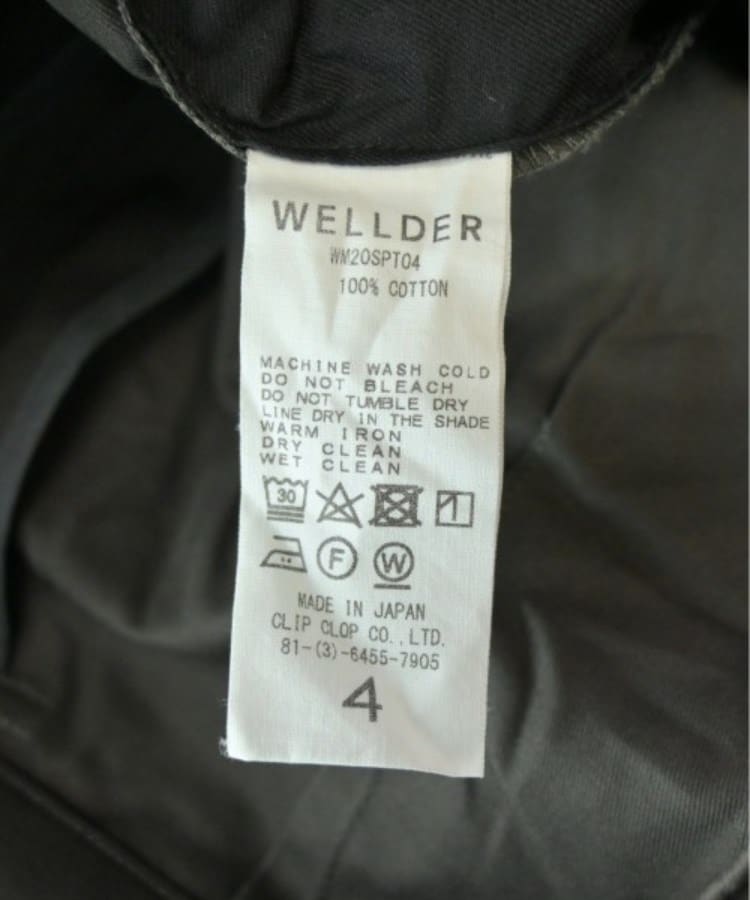 WELLDER
WM20SPT04
100% COTTON
MACHINE WASH COLD
DO NOT BLEACH
DO NOT TUMBLE DRY
LINE DRY IN THE SHADE
WARM IRON
DRY CLEAN
WET CLEAN
30
F W
MADE IN JAPAN
CLIP CLOP CO.,LTD.
81-(3)-6455-7905
4